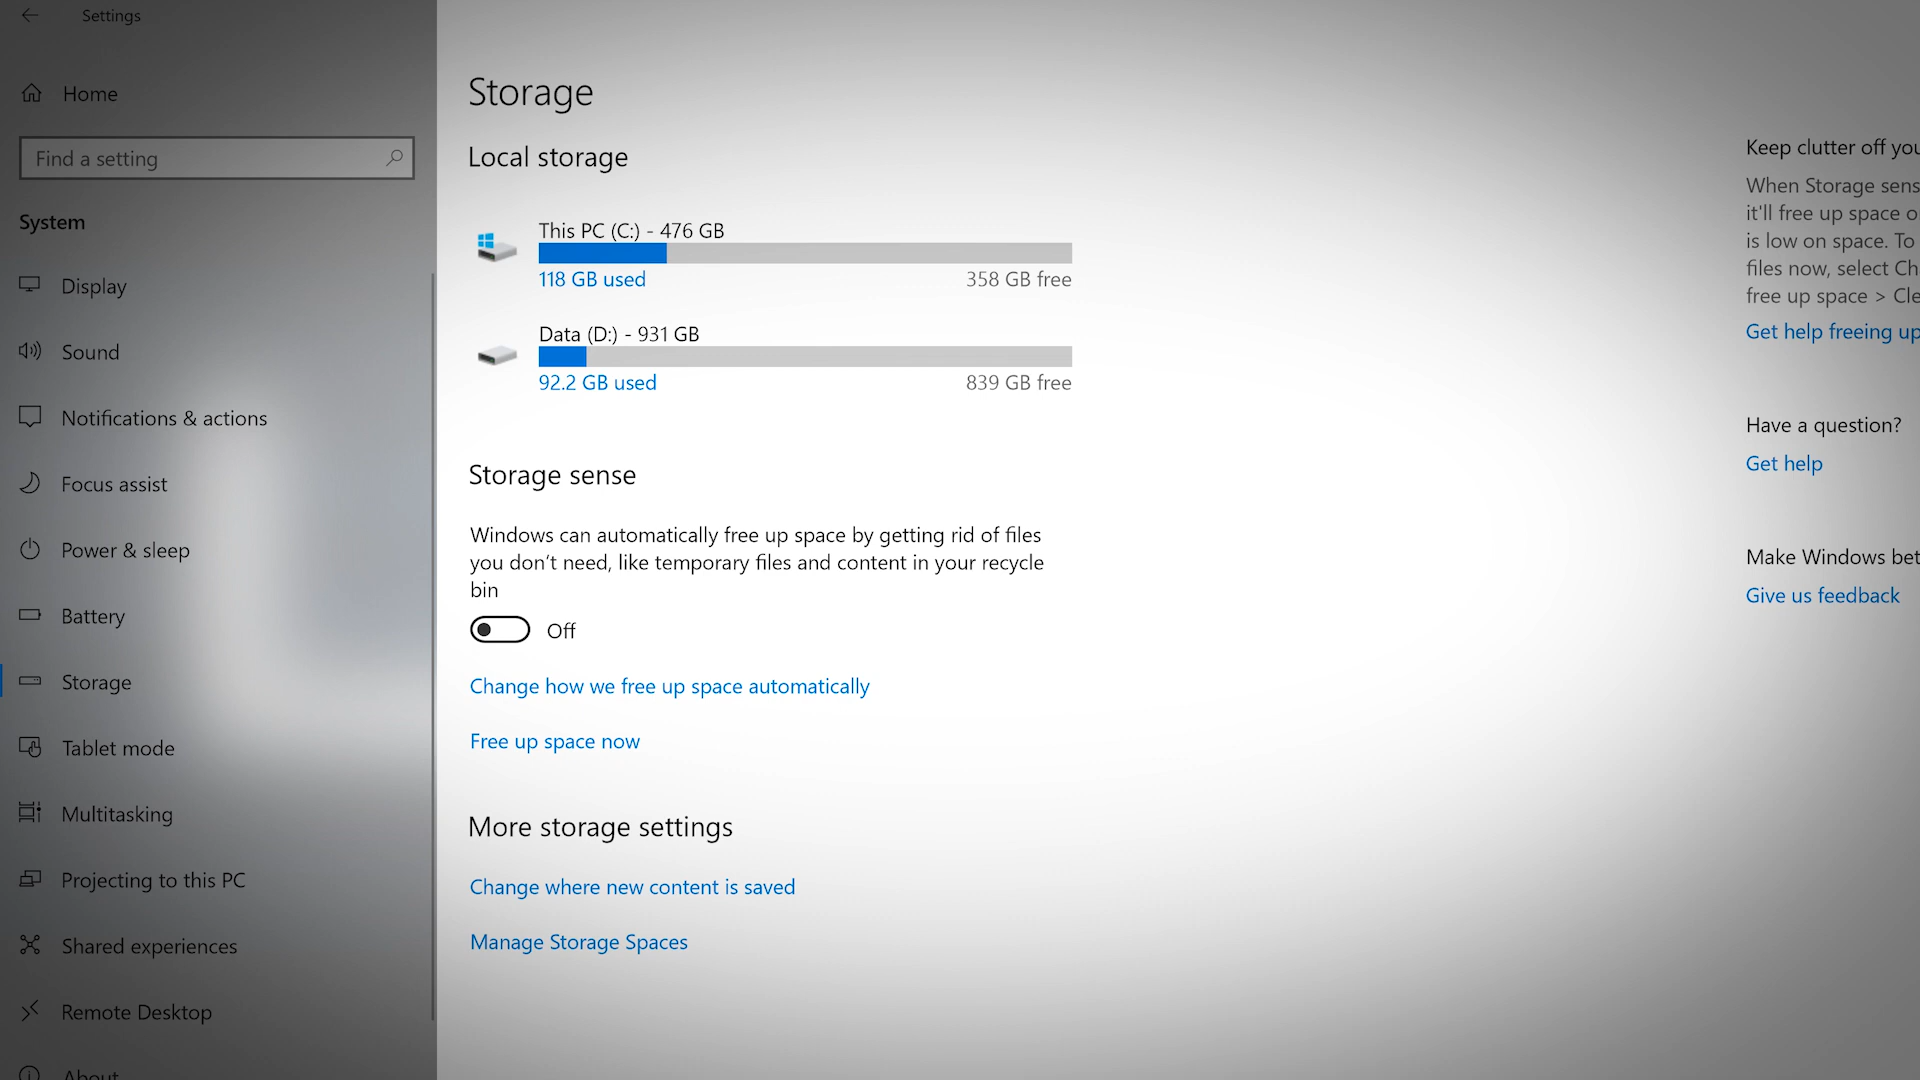 Settings
Home
Find a setting
System
Display
Sound
Notifications & actions
Focus assist
Power & sleep
Battery
Storage
Tablet mode
Multitasking
Projecting to this PC
Shared experiences
Remote Desktop
About
Storage
Local storage
This PC (C:) - 476 GB
118 GB used
358 GB free
Data (D:) - 931 GB
92.2 GB used
839 GB free
Storage sense
Windows can automatically free up space by getting rid of files
you don't need, like temporary files and content in your recycle
bin
Off
Change how we free up space automatically
Free up space now
More storage settings
Change where new content is saved
Manage Storage Spaces
Keep clutter off
When Storage
it'll free up space
is low on space. To
files now, select
free up space >
Get help freeing up
Have a question?
Get help
Make Windows
Give us feedback